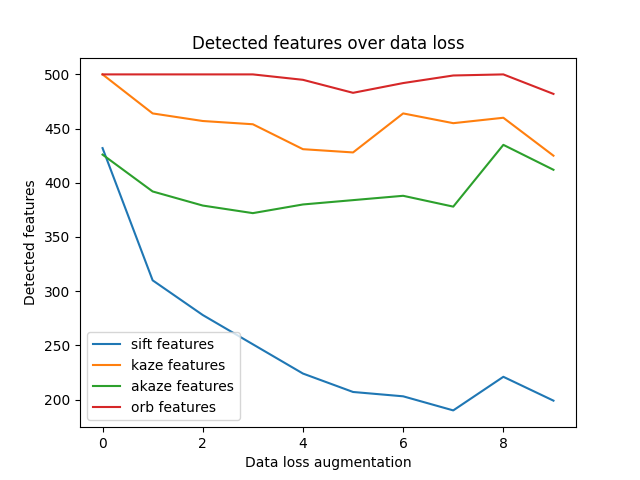 Detected features over data loss
Detected features
500
450
400
350
300
250
200
sift features
kaze features
akaze features
orb features
0 2 4 6 8
Data loss augmentation